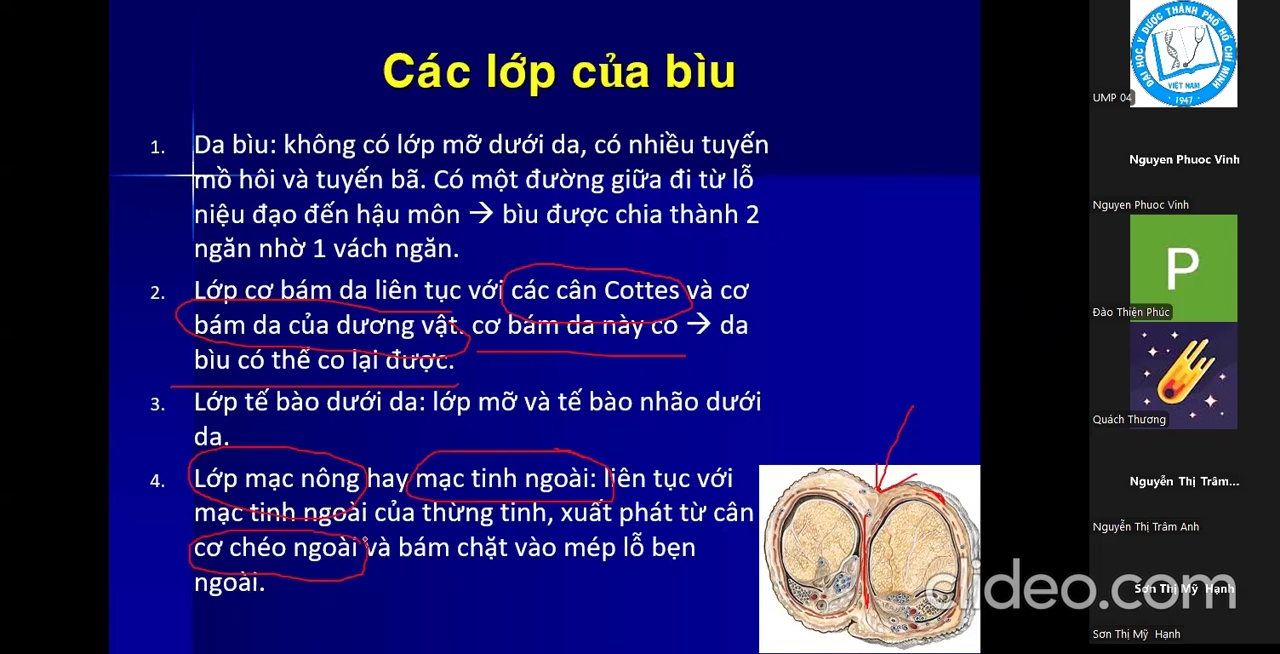 Các lớp của bìu
1. Da bìu: không có lớp mỡ dưới da, có nhiều tuyến
mồ hôi và tuyến bã. Có một đường giữa đi từ lỗ
niệu đạo đến hậu môn → bìu được chia thành 2
ngăn nhờ 1 vách ngăn.
2. Lớp cơ bám da liên tục với các cân Cottes và cơ
bám da của dương vật. cơ bám da này co → da
bìu có thể co lại được.
3. Lớp tế bào dưới da: lớp mỡ và tế bào nhão dưới
da.
4. Lớp mạc nông hay mạc tinh ngoài: liên tục với
mạc tinh ngoài của thừng tinh, xuất phát từ cân
cơ chéo ngoài và bám chặt vào mép lỗ bẹn
ngoài.
ĐẠI HỌC Y DƯỢC THÀNH PHỐ HỒ CHÍ MINH
VIỆT NAM
1947
UMP 04
Nguyen Phuoc Vinh
Nguyen Phuoc Vinh
P
Đào Thiện Phúc
Quách Thương
Nguyễn Thị Trâm...
Nguyễn Thị Trâm Anh
Sơn Thị Mỹ Hạnh
Sơn Thị Mỹ Hạnh
clideo.com